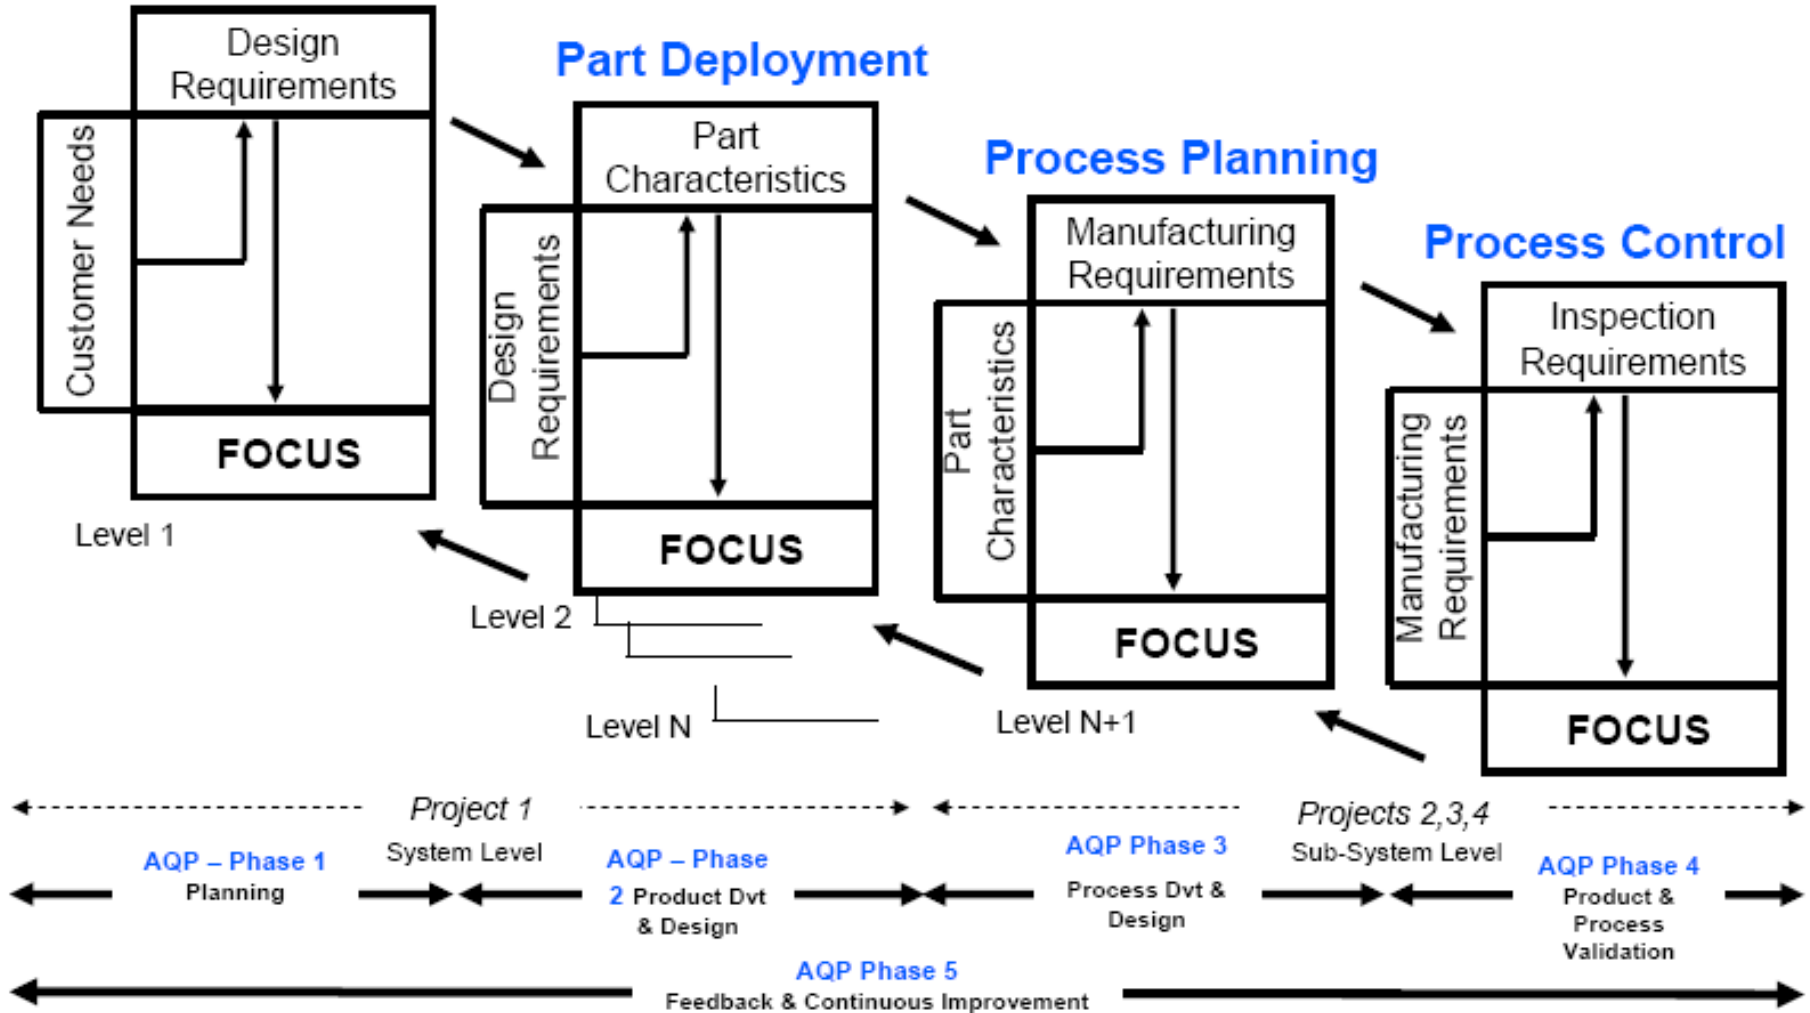 Design
Requirements
Customer Needs
FOCUS
Level 1
Part Deployment
Part
Characteristics
Design
Requirements
FOCUS
Level 2
Level N
Process Planning
Manufacturing
Requirements
Part
Characteristics
FOCUS
Level N+1
Process Control
Inspection
Requirements
Manufacturing
Requirements
FOCUS
Project 1
System Level
Projects 2,3,4
Sub-System Level
AQP – Phase 1
Planning
AQP – Phase
2 Product Dvt
& Design
AQP Phase 3
Process Dvt &
Design
AQP Phase 4
Product &
Process
Validation
AQP Phase 5
Feedback & Continuous Improvement